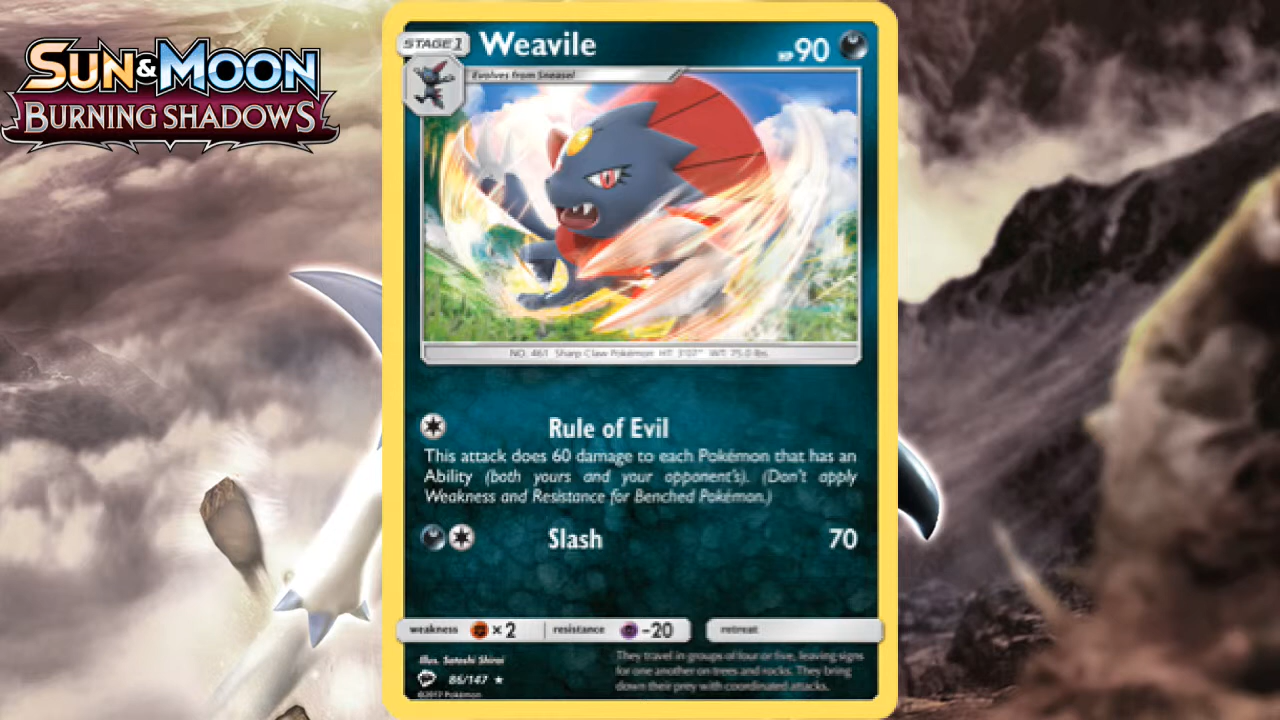 SUN & MOON
BURNING SHADOWS
STAGE 1
Weavile
HP 90
Evolves from Sneasel
NO. 461 Sharp Claw Pokémon HT: 3'07" WT: 75.0 lbs.
Rule of Evil
This attack does 60 damage to each Pokémon that has an
Ability (both yours and your opponent's). (Don't apply
Weakness and Resistance for Benched Pokémon.)
Slash 70
weakness ×2 resistance -20 retreat
Illus. Satoshi Shirai
86/147 ★
©2017 Pokémon
They travel in groups of four or five, leaving signs
for one another on trees and rocks. They bring
down their prey with coordinated attacks.